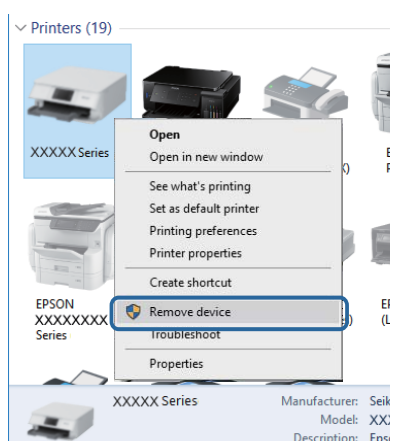 Printers (19)
XXXXX Series
Open
Open in new window
See what's printing
Set as default printer
Printing preferences
Printer properties
Create shortcut
Remove device
Troubleshoot
Properties
EPSON
XXXXXXXX
Series
XXXXX Series
Manufacturer:
Model:
Description: